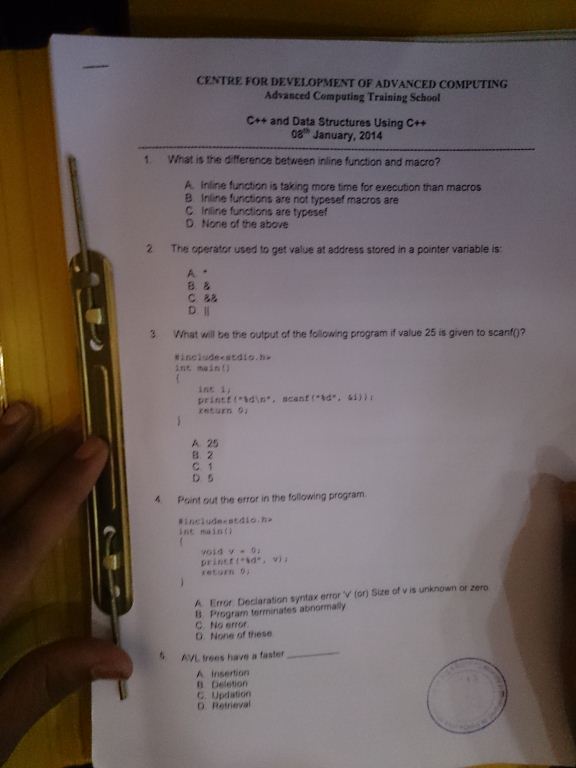 CENTRE FOR DEVELOPMENT OF ADVANCED COMPUTING
Advanced Computing Training School
C++ and Data Structures Using C++
08th January, 2014
1. What is the difference between inline function and macro?
A. Inline function is taking more time for execution than macros
B. Inline functions are not typesef macros are
C. Inline functions are typesef
D. None of the above
2. The operator used to get value at address stored in a pointer variable is:
A. *
B. &
C. &&
D. ||
3. What will be the output of the following program if value 25 is given to scanf()?
#include<stdio.h>
int main()
{
int i;
printf("%d\n", scanf("%d", &i));
return 0;
}
A. 25
B. 2
C. 1
D. 5
4. Point out the error in the following program.
#include<stdio.h>
int main()
{
void v = 0;
printf("%d", v);
return 0;
}
A. Error: Declaration syntax error 'v' (or) Size of v is unknown or zero.
B. Program terminates abnormally.
C. No error.
D. None of these.
5. AVL trees have a faster __________
A. Insertion
B. Deletion
C. Updation
D. Retrieval